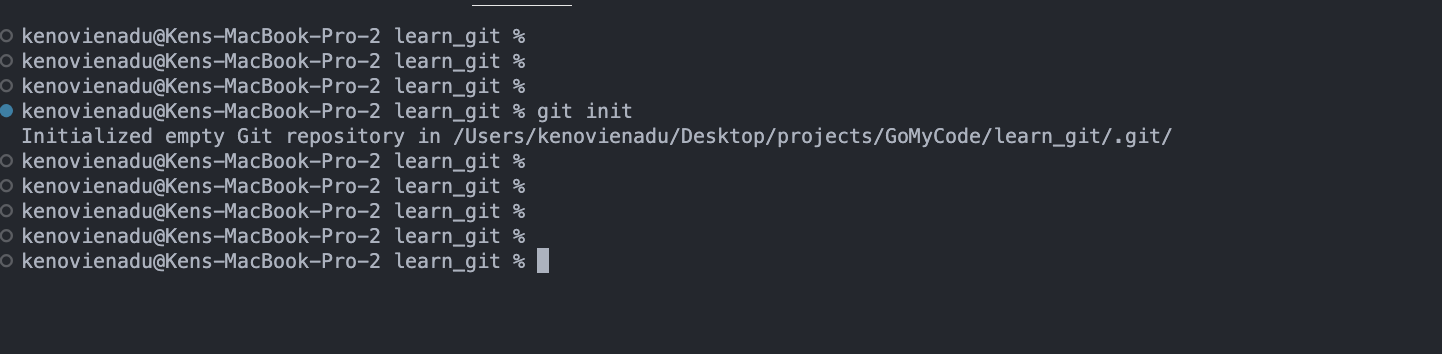 kenovienadu@Kens-MacBook-Pro-2 learn_git %
kenovienadu@Kens-MacBook-Pro-2 learn_git %
kenovienadu@Kens-MacBook-Pro-2 learn_git %
kenovienadu@Kens-MacBook-Pro-2 learn_git % git init
Initialized empty Git repository in /Users/kenovienadu/Desktop/projects/GoMyCode/learn_git/.git/
kenovienadu@Kens-MacBook-Pro-2 learn_git %
kenovienadu@Kens-MacBook-Pro-2 learn_git %
kenovienadu@Kens-MacBook-Pro-2 learn_git %
kenovienadu@Kens-MacBook-Pro-2 learn_git %
kenovienadu@Kens-MacBook-Pro-2 learn_git %